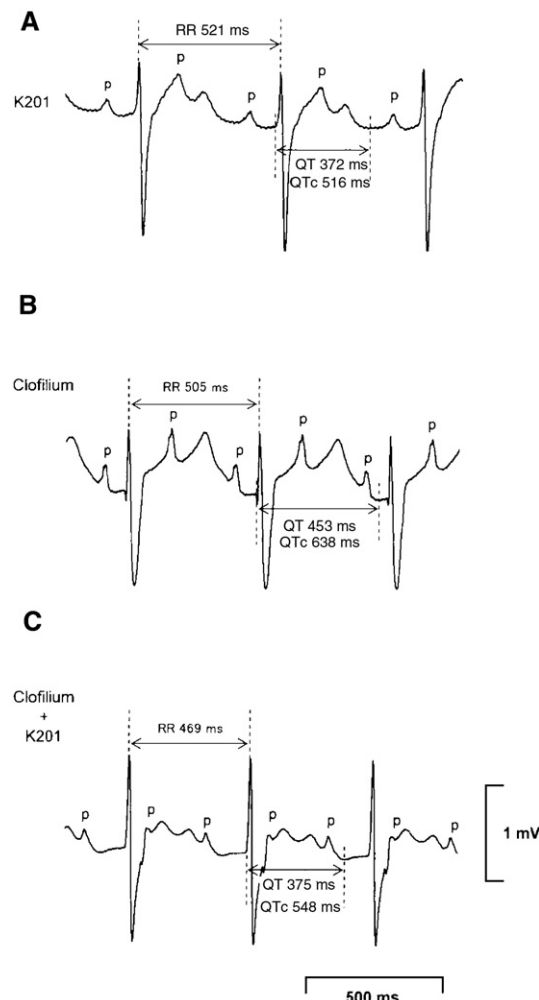 A
RR 521 ms
K201
p
p
p
p
p
QT 372 ms
QTc 516 ms
B
Clofilium
RR 505 ms
p
p
p
p
p
p
QT 453 ms
QTc 638 ms
C
Clofilium
+
K201
RR 469 ms
p
p
p
p
p
p
p
1 mV
QT 375 ms
QTc 548 ms
500 ms